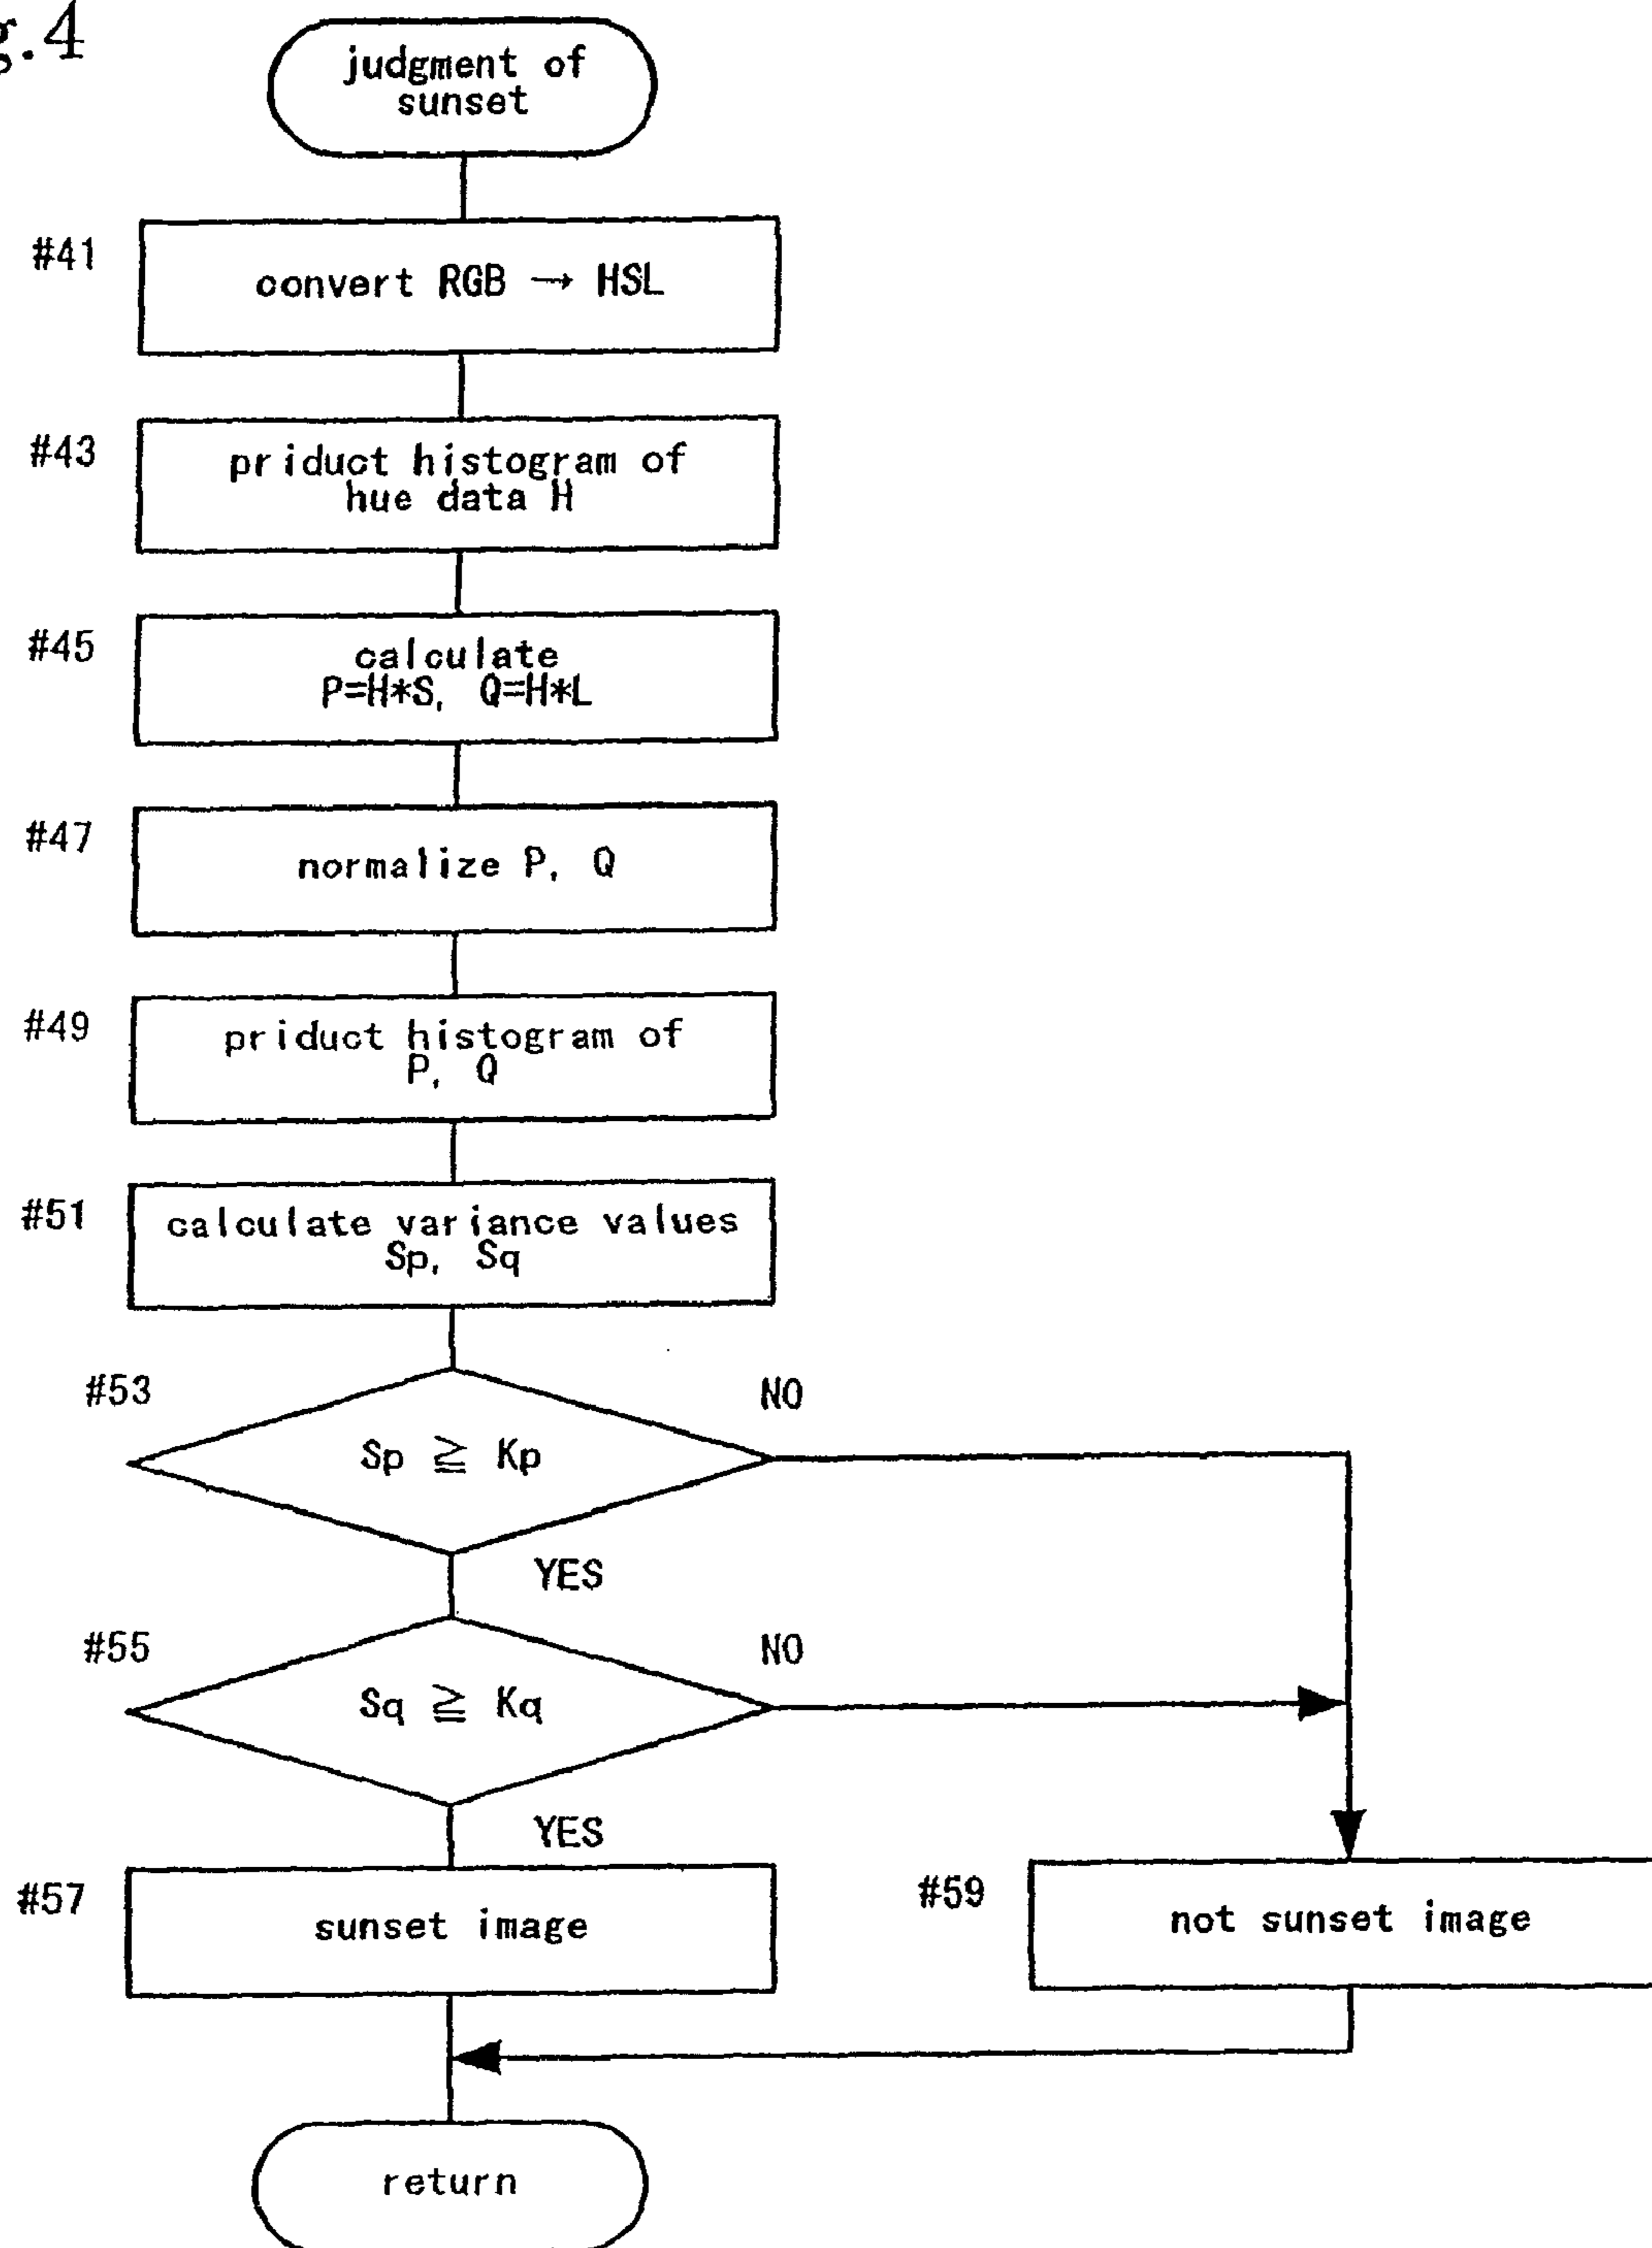 g.4
judgment of
sunset
#41
convert RGB → HSL
#43
priduct histogram of
hue data H
#45
calculate
P=H*S, Q=H*L
#47
normalize P, Q
#49
priduct histogram of
P, Q
#51
calculate variance values
Sp, Sq
#53
Sp ≧ Kp
NO
YES
#55
Sq ≧ Kq
NO
YES
#57
sunset image
#59
not sunset image
return